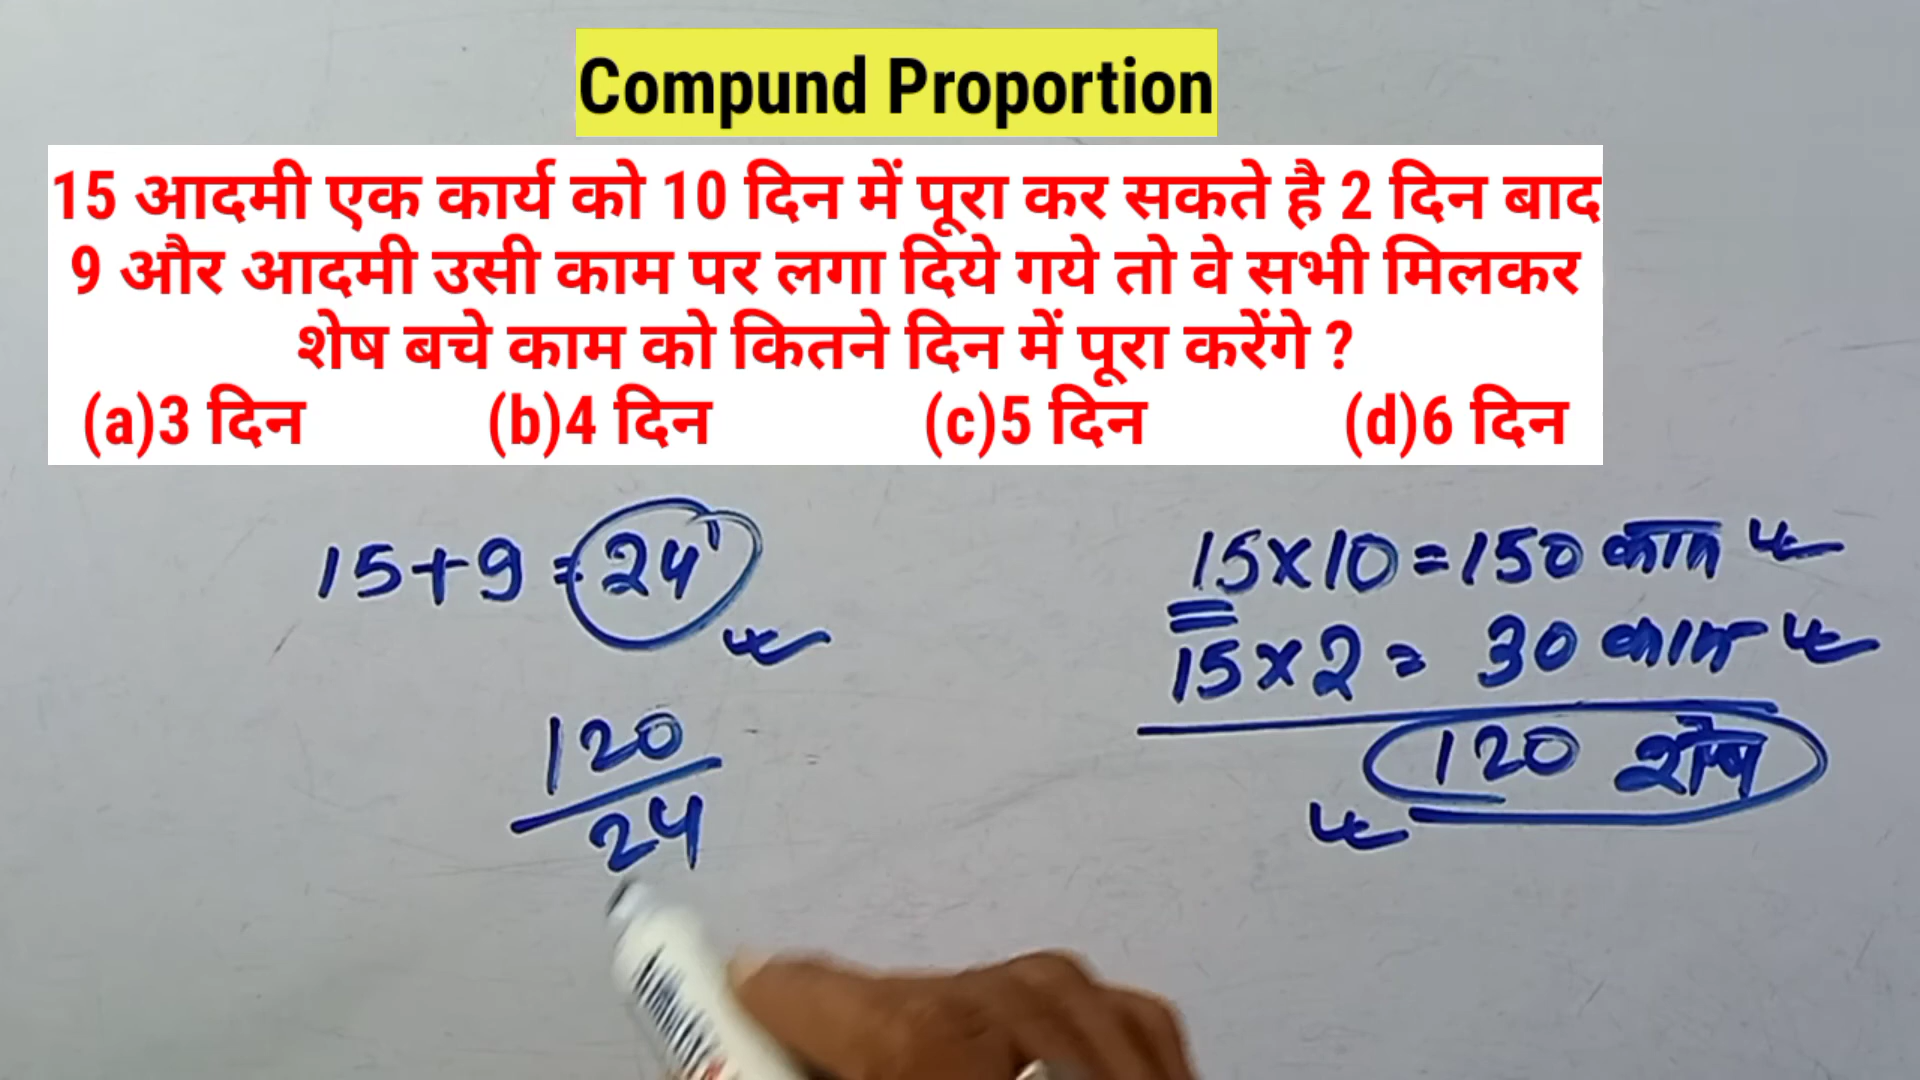 Compund Proportion
15 आदमी एक कार्य को 10 दिन में पूरा कर सकते है 2 दिन बाद
9 और आदमी उसी काम पर लगा दिये गये तो वे सभी मिलकर
शेष बचे काम को कितने दिन में पूरा करेंगे ?
(a)3 दिन (b)4 दिन (c)5 दिन (d)6 दिन
15+9=24
120
24
15×10=150 काम
15×2= 30 काम
120 शेष